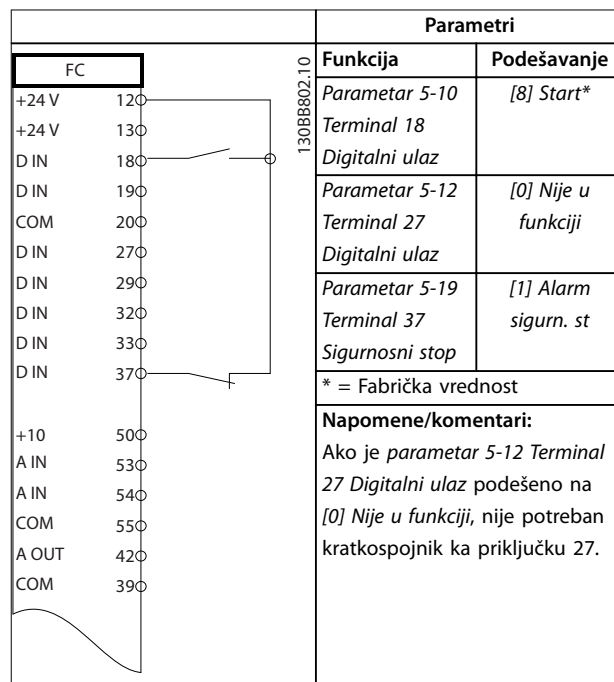 FC
+24 V 12
+24 V 13
D IN 18
D IN 19
COM 20
D IN 27
D IN 29
D IN 32
D IN 33
D IN 37
+10 50
A IN 53
A IN 54
COM 55
A OUT 42
COM 39
130BB802.10
Parametri
Funkcija Podešavanje
Parametar 5-10 [8] Start*
Terminal 18
Digitalni ulaz
Parametar 5-12 [0] Nije u
Terminal 27 funkciji
Digitalni ulaz
Parametar 5-19 [1] Alarm
Terminal 37 sigurn. st
Sigurnosni stop
* = Fabrička vrednost
Napomene/komentari:
Ako je parametar 5-12 Terminal
27 Digitalni ulaz podešeno na
[0] Nije u funkciji, nije potreban
kratkospojnik ka priključku 27.